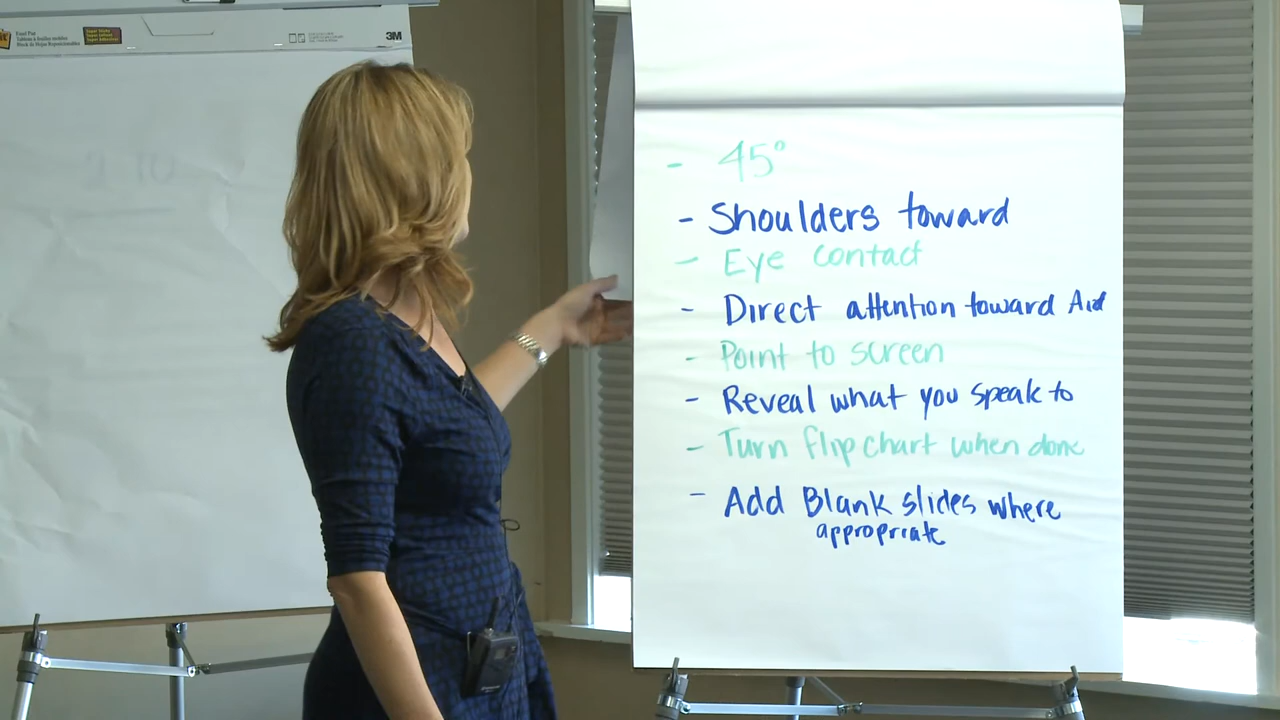 3M
- 45°
- Shoulders toward
- Eye contact
- Direct attention toward Aid
- Point to screen
- Reveal what you speak to
- Turn flip chart when done
- Add Blank slides where
appropriate